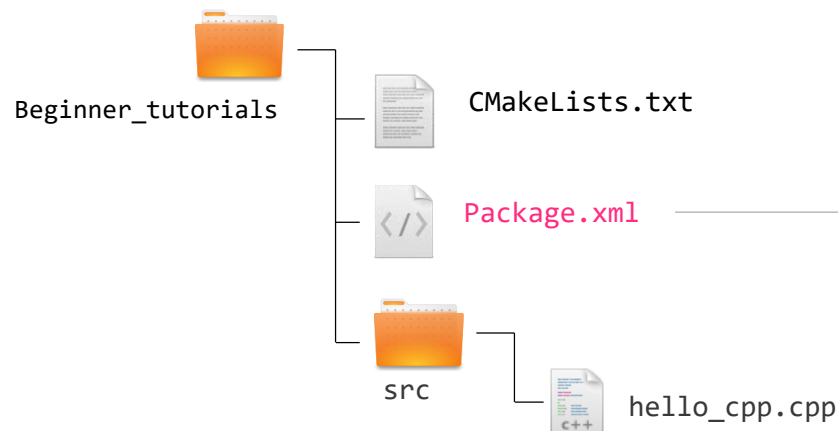 Beginner_tutorials
CMakeLists.txt
</>
Package.xml
src
c++
hello_cpp.cpp